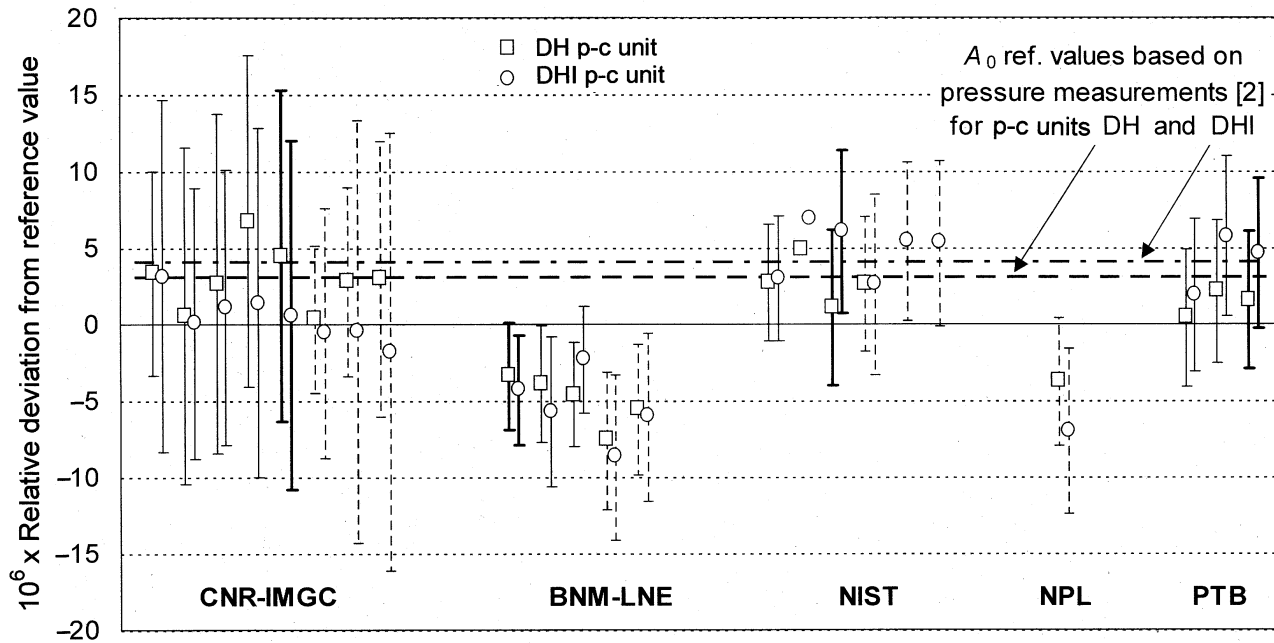 10⁶ x Relative deviation from reference value
20
15
10
5
0
–5
–10
–15
–20
DH p-c unit
DHI p-c unit
A₀ ref. values based on
pressure measurements [2]
for p-c units DH and DHI
CNR-IMGC
BNM-LNE
NIST
NPL
PTB